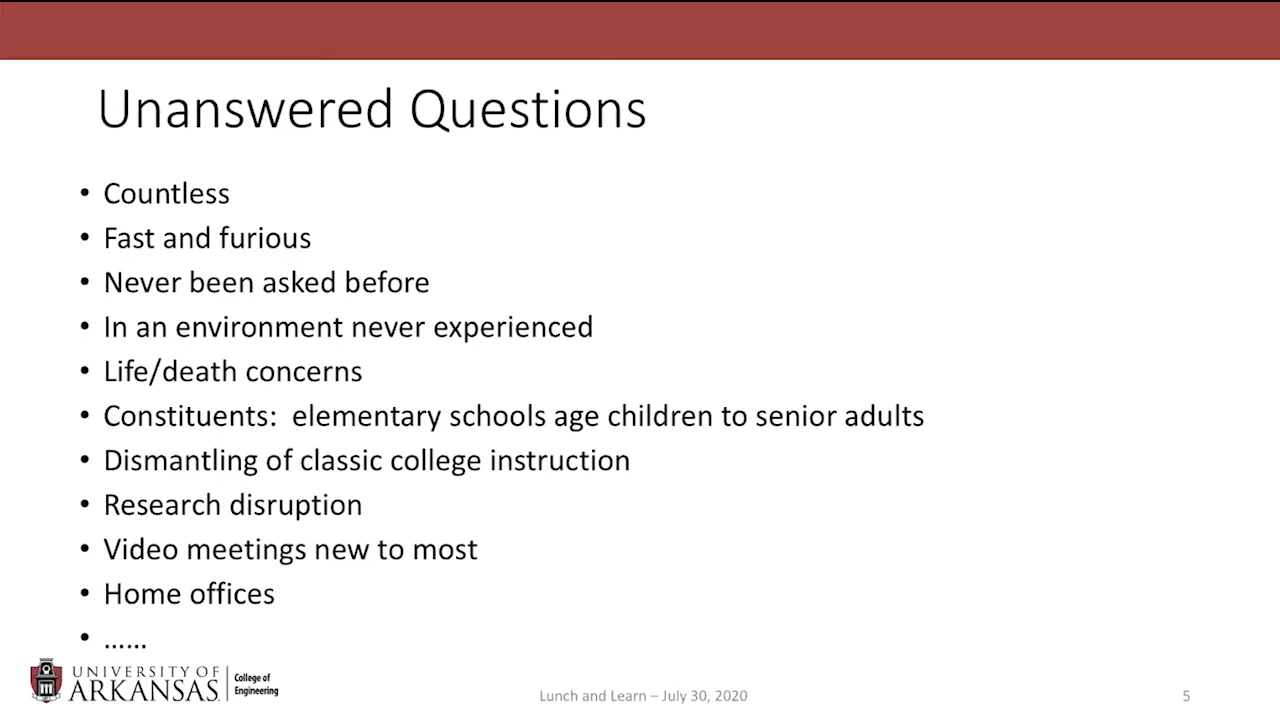 Unanswered Questions
• Countless
• Fast and furious
• Never been asked before
• In an environment never experienced
• Life/death concerns
• Constituents:  elementary schools age children to senior adults
• Dismantling of classic college instruction
• Research disruption
• Video meetings new to most
• Home offices
• ......
UNIVERSITY OF
ARKANSAS.
College of
Engineering
Lunch and Learn – July 30, 2020
5